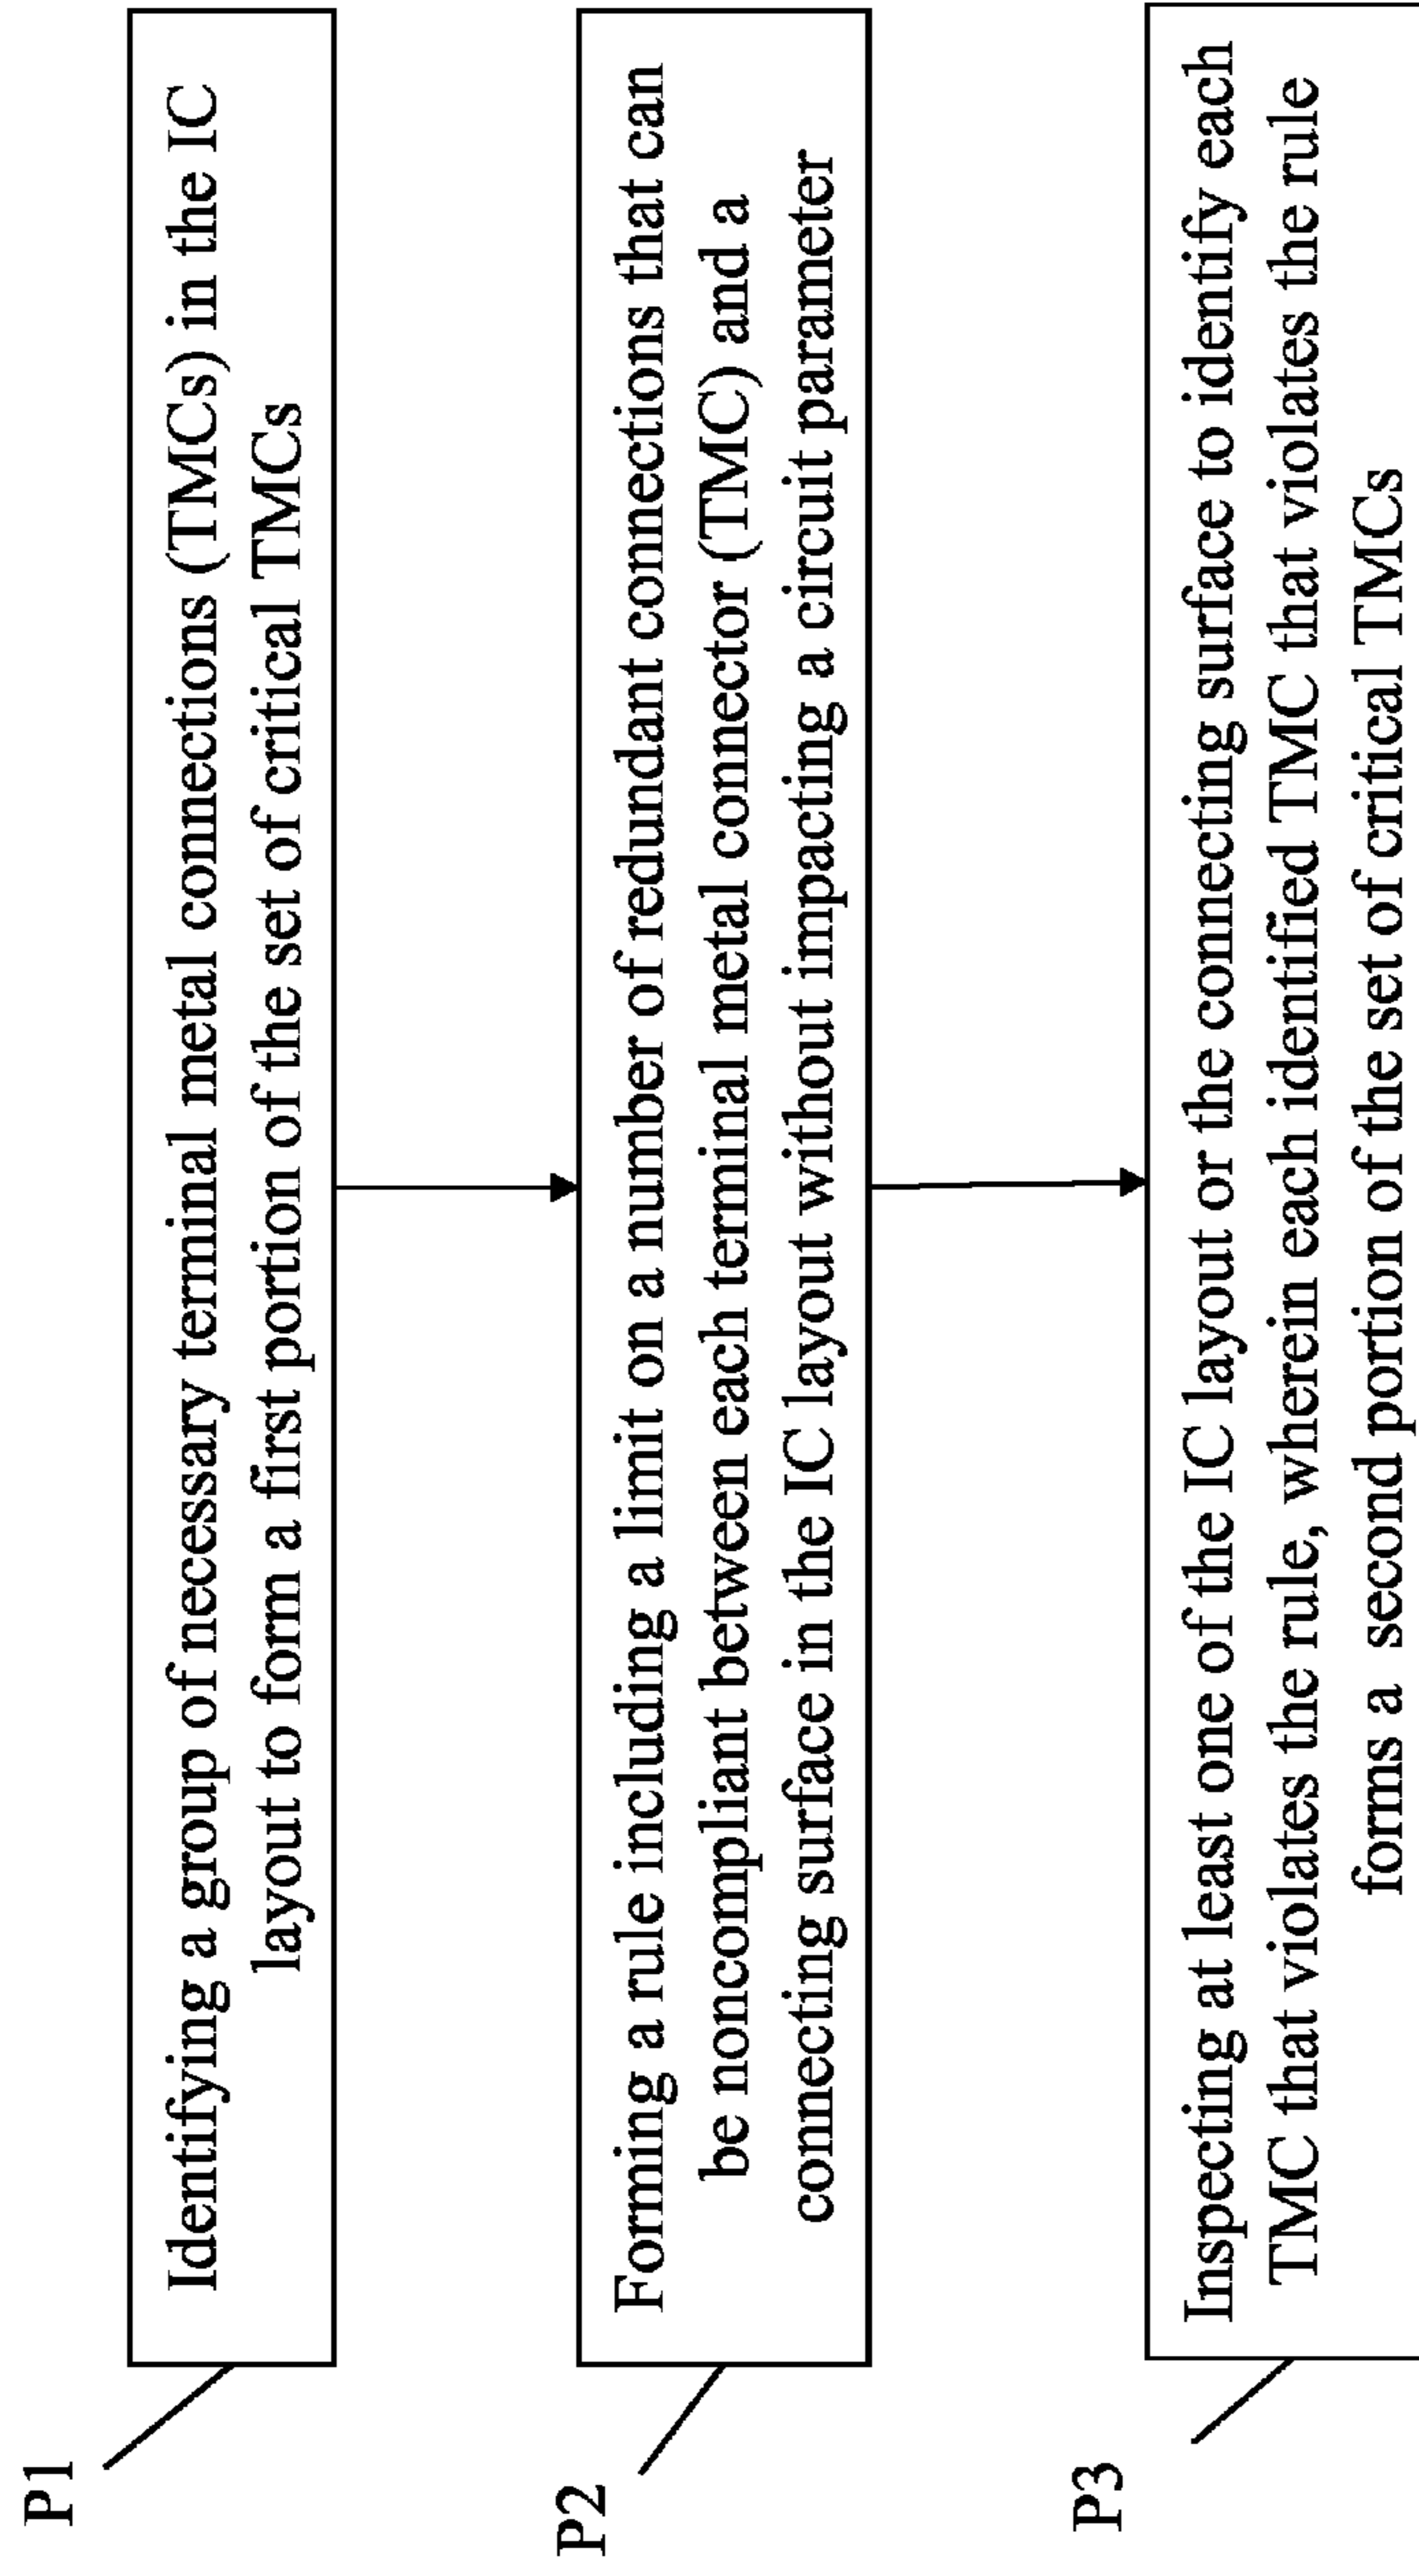 P1
Identifying a group of necessary terminal metal connections (TMCs) in the IC
layout to form a first portion of the set of critical TMCs
P2
Forming a rule including a limit on a number of redundant connections that can
be noncompliant between each terminal metal connector (TMC) and a
connecting surface in the IC layout without impacting a circuit parameter
P3
Inspecting at least one of the IC layout or the connecting surface to identify each
TMC that violates the rule, wherein each identified TMC that violates the rule
forms a second portion of the set of critical TMCs